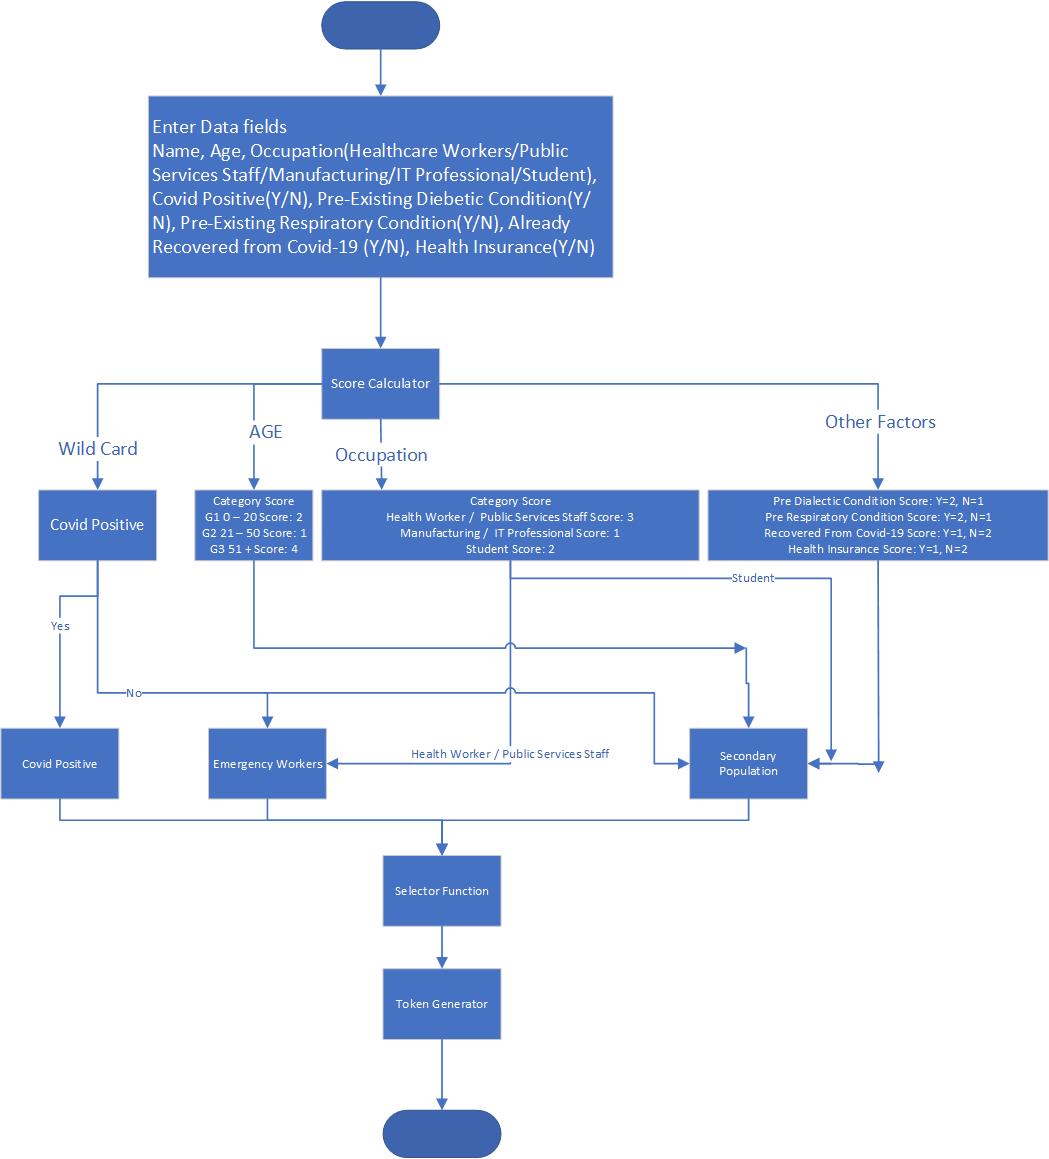 Enter Data fields
Name, Age, Occupation(Healthcare Workers/Public
Services Staff/Manufacturing/IT Professional/Student),
Covid Positive(Y/N), Pre-Existing Diebetic Condition(Y/
N), Pre-Existing Respiratory Condition(Y/N), Already
Recovered from Covid-19 (Y/N), Health Insurance(Y/N)
Score Calculator
Wild Card
AGE
Occupation
Other Factors
Covid Positive
Category Score
G1 0 – 20 Score: 2
G2 21 – 50 Score: 1
G3 51 + Score: 4
Category Score
Health Worker / Public Services Staff Score: 3
Manufacturing / IT Professional Score: 1
Student Score: 2
Pre Dialectic Condition Score: Y=2, N=1
Pre Respiratory Condition Score: Y=2, N=1
Recovered From Covid-19 Score: Y=1, N=2
Health Insurance Score: Y=1, N=2
Student
Yes
No
Health Worker / Public Services Staff
Covid Positive
Emergency Workers
Secondary
Population
Selector Function
Token Generator